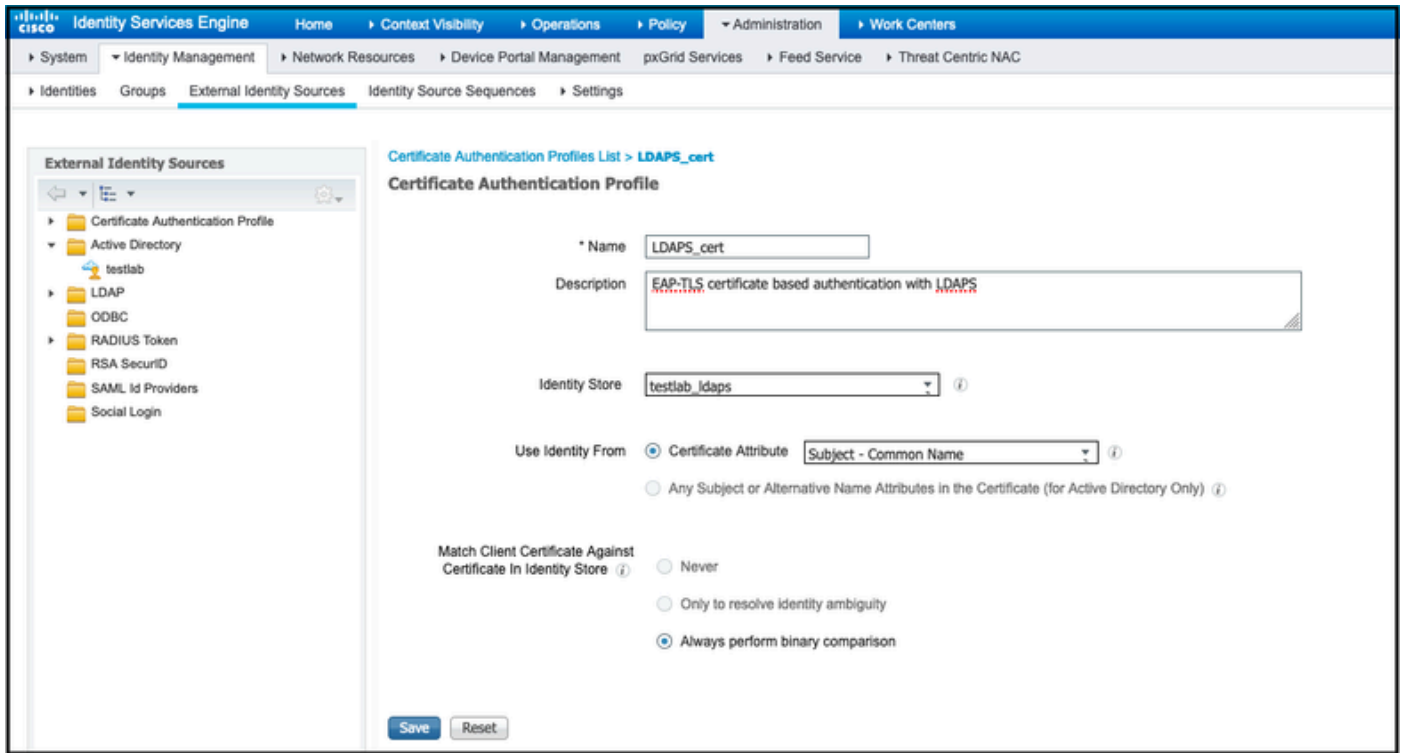 cisco Identity Services Engine Home Context Visibility Operations Policy Administration Work Centers
System Identity Management Network Resources Device Portal Management pxGrid Services Feed Service Threat Centric NAC
Identities Groups External Identity Sources Identity Source Sequences Settings
External Identity Sources
Certificate Authentication Profile
Active Directory
testlab
LDAP
ODBC
RADIUS Token
RSA SecurID
SAML Id Providers
Social Login
Certificate Authentication Profiles List > LDAPS_cert
Certificate Authentication Profile
* Name LDAPS_cert
Description EAP-TLS certificate based authentication with LDAPS
Identity Store testlab_ldaps
Use Identity From Certificate Attribute Subject - Common Name
Any Subject or Alternative Name Attributes in the Certificate (for Active Directory Only)
Match Client Certificate Against
Certificate In Identity Store Never
Only to resolve identity ambiguity
Always perform binary comparison
Save Reset